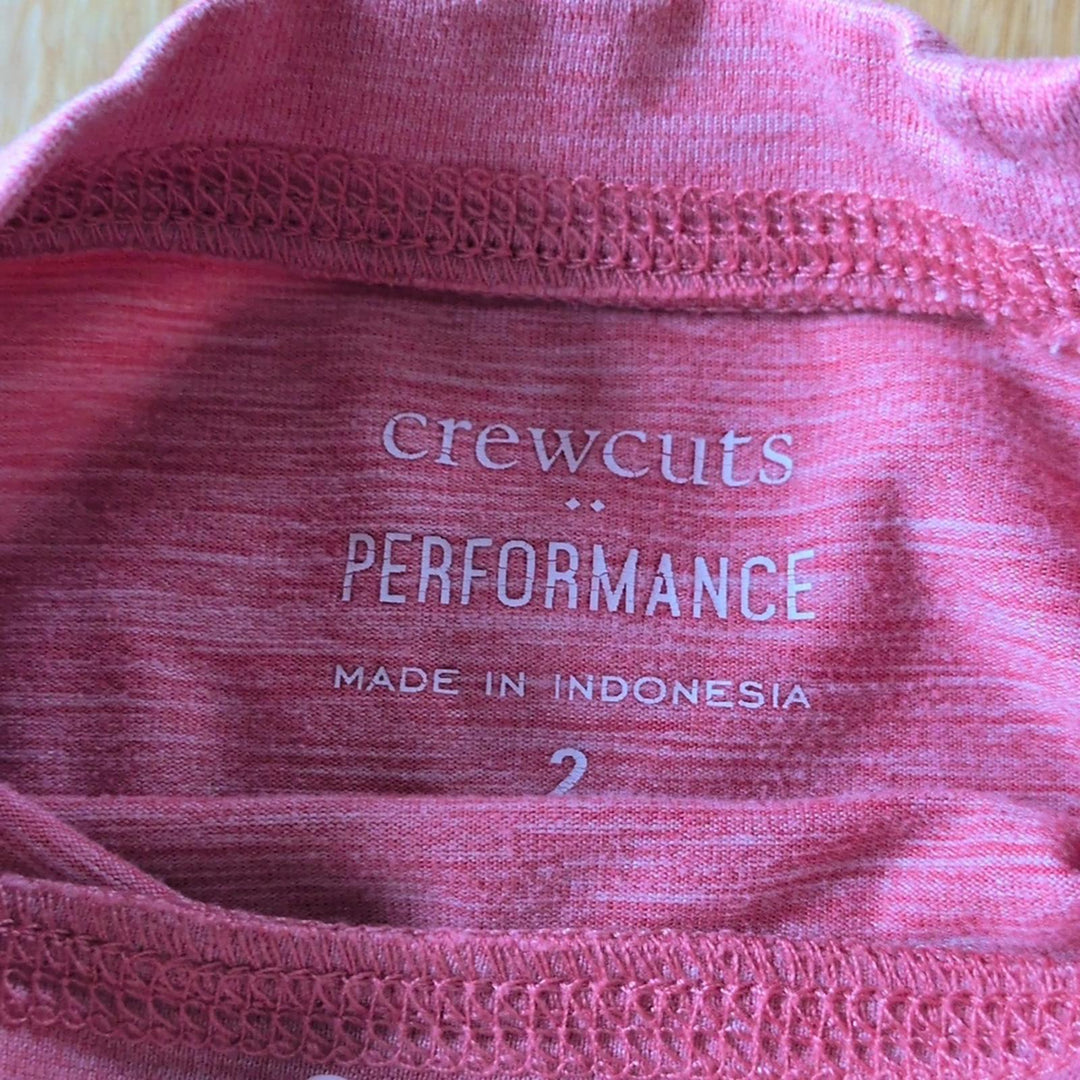 crewcuts
PERFORMANCE
MADE IN INDONESIA
2